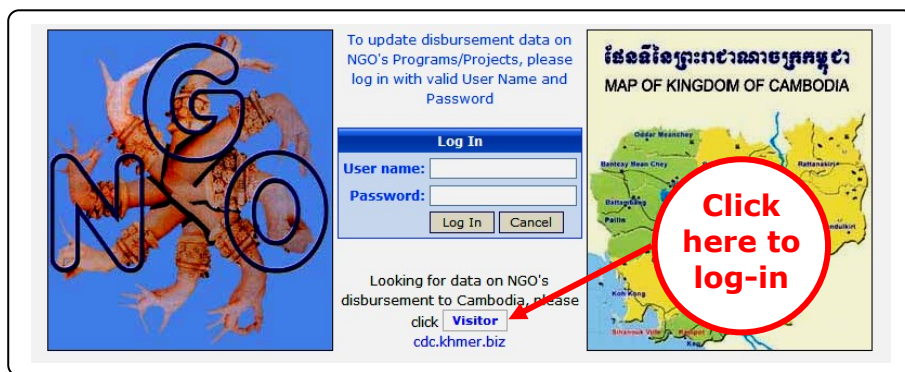 NGO
To update disbursement data on
NGO's Programs/Projects, please
log in with valid User Name and
Password
Log In
User name:
Password:
Log In Cancel
Looking for data on NGO's
disbursement to Cambodia, please
click Visitor
cdc.khmer.biz
ផែនទីនៃព្រះរាជាណាចក្រកម្ពុជា
MAP OF KINGDOM OF CAMBODIA
Oddar Meanchey
Banteay Mean Chey
Rattanakiri
Battambang
Pailin
Koh Kong
Sihanouk Ville
Kampot
Click
here to
log-in